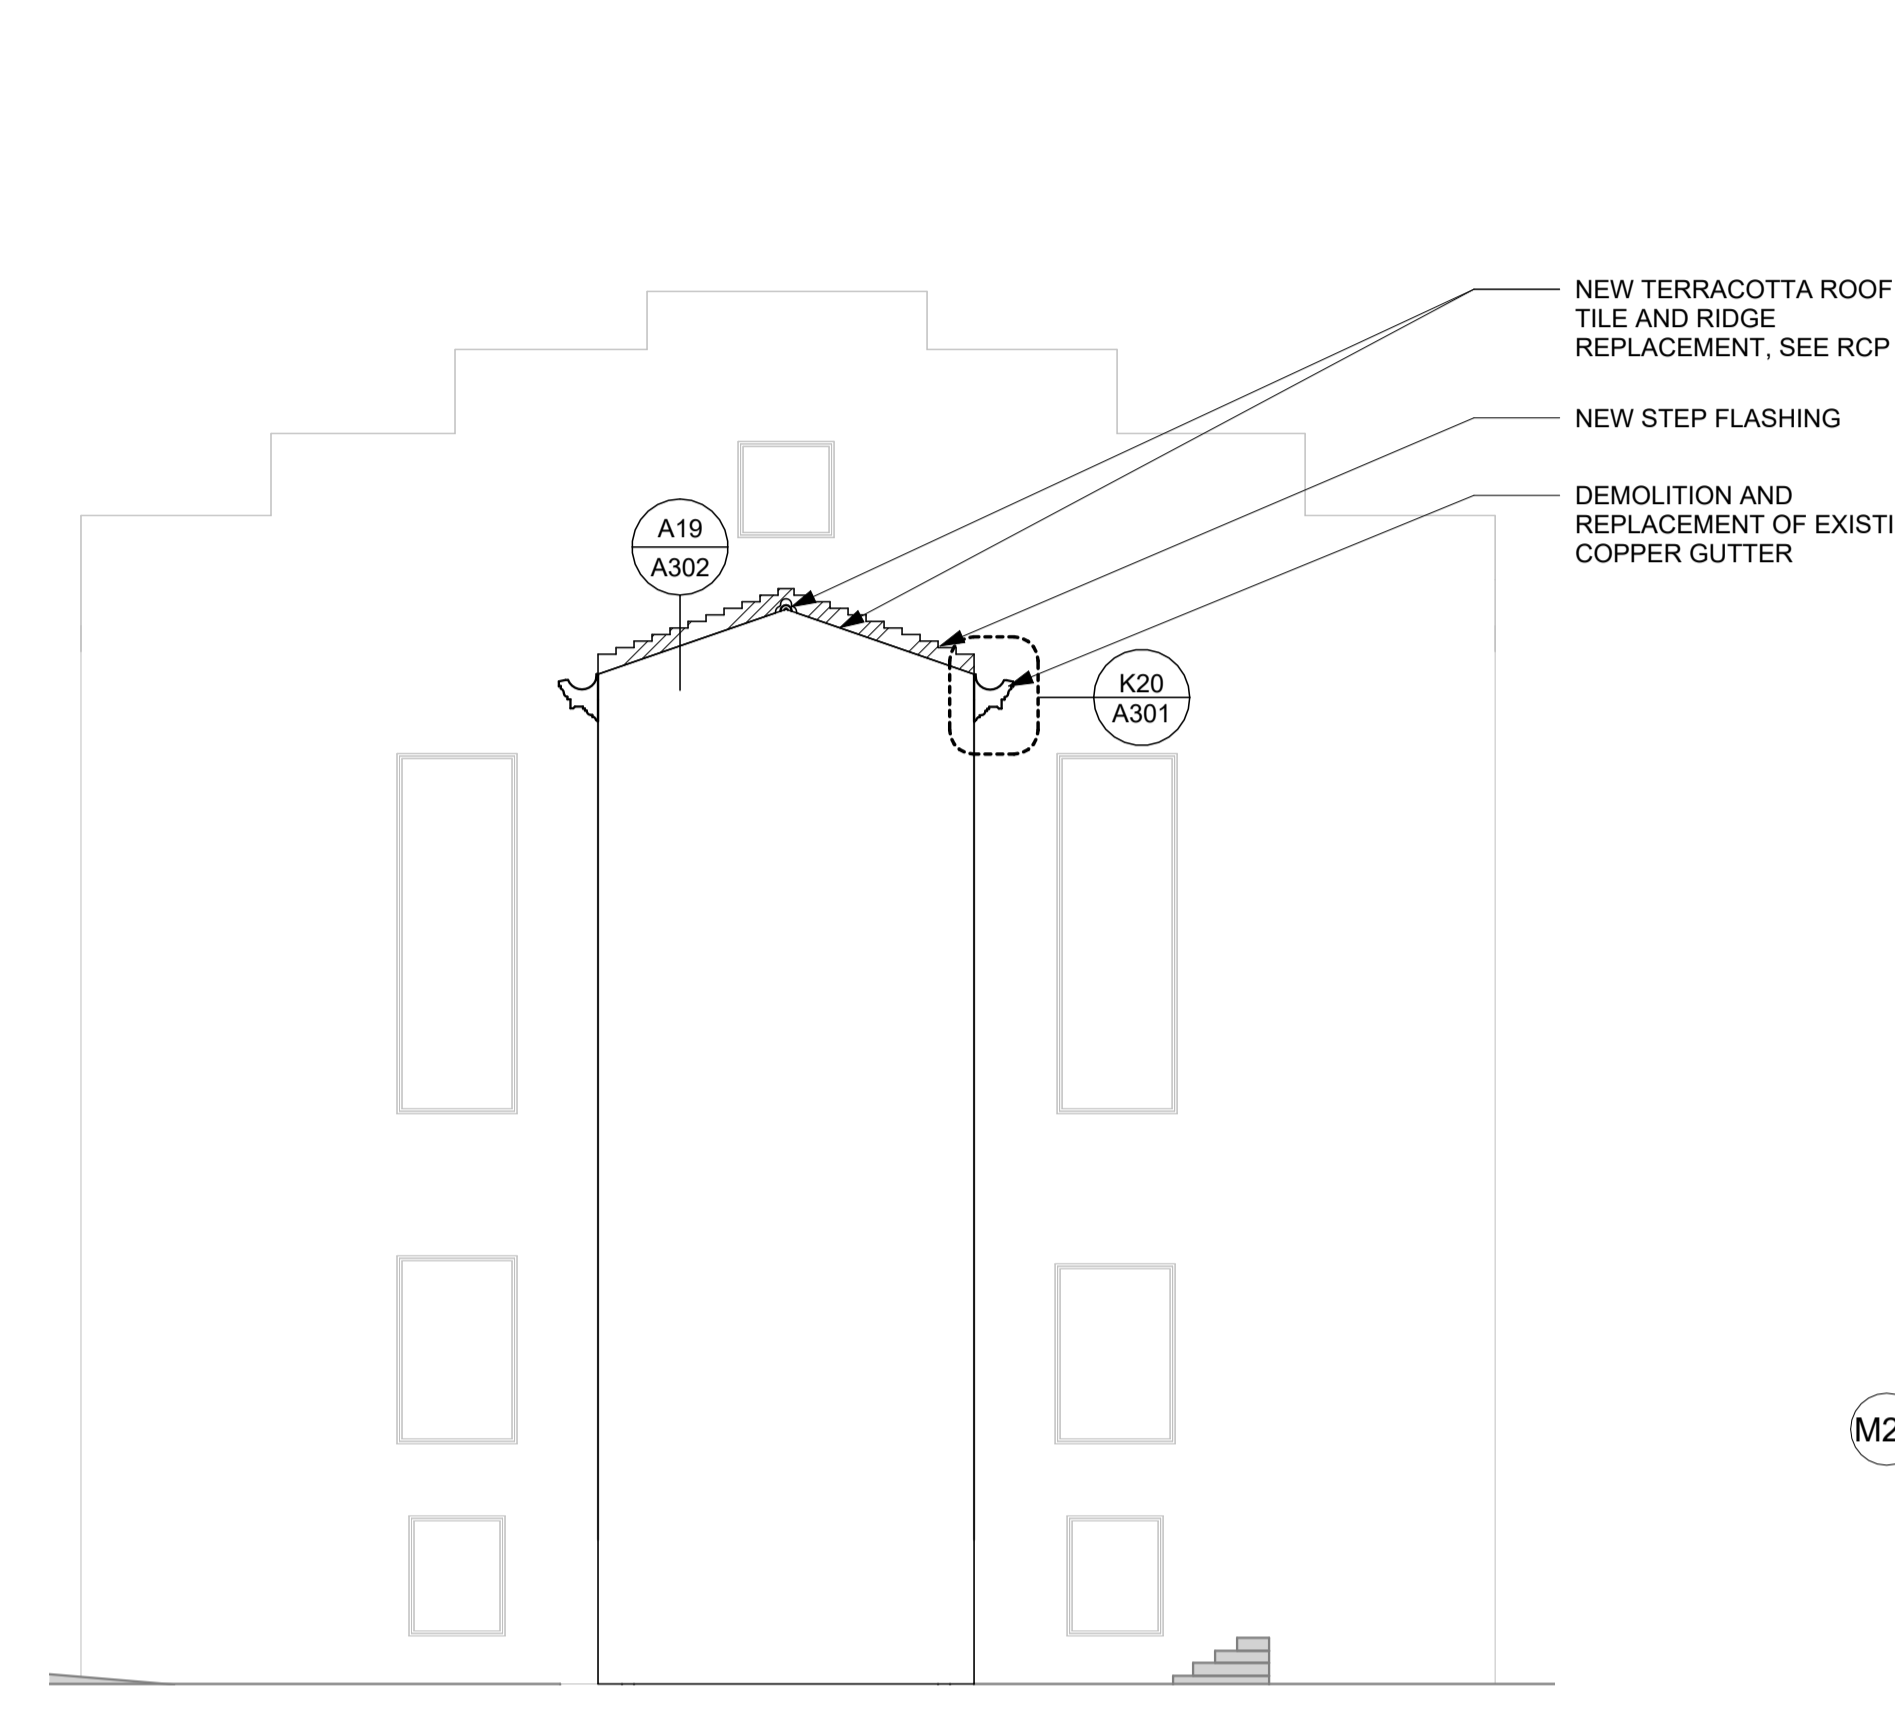 NEW TERRACOTTA ROOF
TILE AND RIDGE
REPLACEMENT, SEE RCP
NEW STEP FLASHING
DEMOLITION AND
REPLACEMENT OF EXISTI
COPPER GUTTER
A19
A302
K20
A301
M2